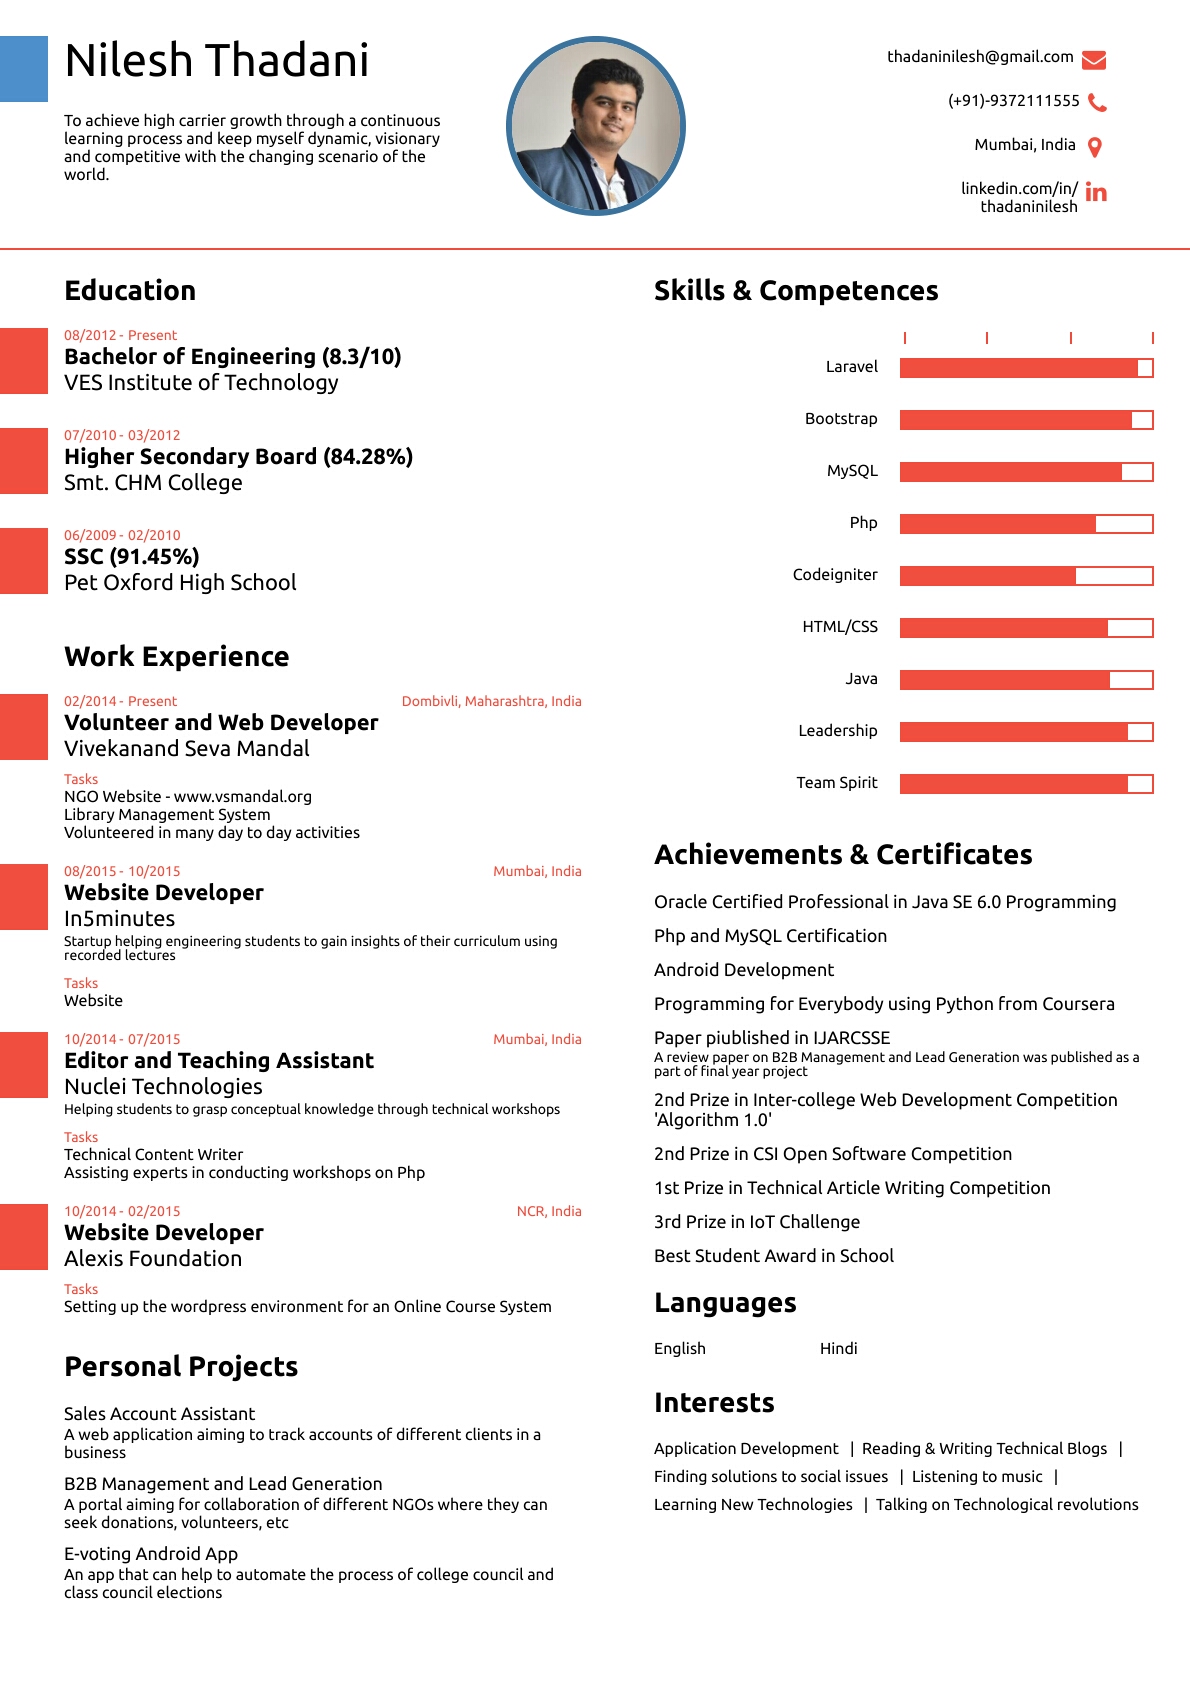 Nilesh Thadani
To achieve high carrier growth through a continuous
learning process and keep myself dynamic, visionary
and competitive with the changing scenario of the
world.
thadaninilesh@gmail.com
(+91)-9372111555
Mumbai, India
linkedin.com/in/
thadaninilesh
Education
08/2012 - Present
Bachelor of Engineering (8.3/10)
VES Institute of Technology
07/2010 - 03/2012
Higher Secondary Board (84.28%)
Smt. CHM College
06/2009 - 02/2010
SSC (91.45%)
Pet Oxford High School
Work Experience
02/2014 - Present Dombivli, Maharashtra, India
Volunteer and Web Developer
Vivekanand Seva Mandal
Tasks
NGO Website - www.vsmandal.org
Library Management System
Volunteered in many day to day activities
08/2015 - 10/2015 Mumbai, India
Website Developer
In5minutes
Startup helping engineering students to gain insights of their curriculum using
recorded lectures
Tasks
Website
10/2014 - 07/2015 Mumbai, India
Editor and Teaching Assistant
Nuclei Technologies
Helping students to grasp conceptual knowledge through technical workshops
Tasks
Technical Content Writer
Assisting experts in conducting workshops on Php
10/2014 - 02/2015 NCR, India
Website Developer
Alexis Foundation
Tasks
Setting up the wordpress environment for an Online Course System
Personal Projects
Sales Account Assistant
A web application aiming to track accounts of different clients in a
business
B2B Management and Lead Generation
A portal aiming for collaboration of different NGOs where they can
seek donations, volunteers, etc
E-voting Android App
An app that can help to automate the process of college council and
class council elections
Skills & Competences
Laravel
Bootstrap
MySQL
Php
Codeigniter
HTML/CSS
Java
Leadership
Team Spirit
Achievements & Certificates
Oracle Certified Professional in Java SE 6.0 Programming
Php and MySQL Certification
Android Development
Programming for Everybody using Python from Coursera
Paper piublished in IJARCSSE
A review paper on B2B Management and Lead Generation was published as a
part of final year project
2nd Prize in Inter-college Web Development Competition
'Algorithm 1.0'
2nd Prize in CSI Open Software Competition
1st Prize in Technical Article Writing Competition
3rd Prize in IoT Challenge
Best Student Award in School
Languages
English Hindi
Interests
Application Development | Reading & Writing Technical Blogs |
Finding solutions to social issues | Listening to music |
Learning New Technologies | Talking on Technological revolutions